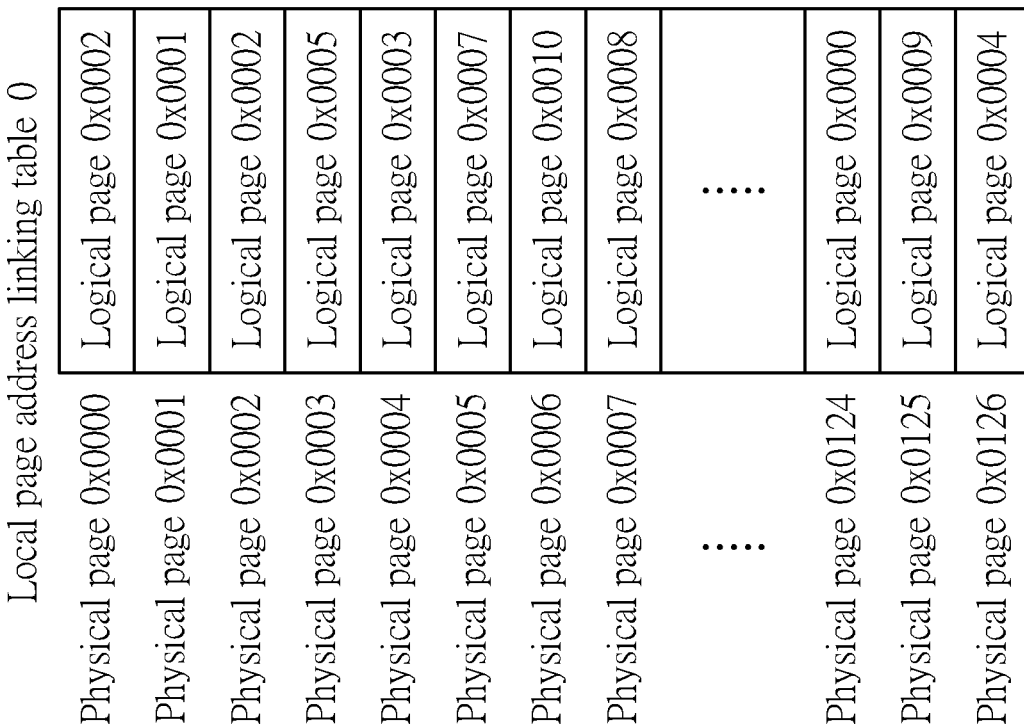 Local page address linking table 0
Physical page 0x0000 Logical page 0x0002
Physical page 0x0001 Logical page 0x0001
Physical page 0x0002 Logical page 0x0002
Physical page 0x0003 Logical page 0x0005
Physical page 0x0004 Logical page 0x0003
Physical page 0x0005 Logical page 0x0007
Physical page 0x0006 Logical page 0x0010
Physical page 0x0007 Logical page 0x0008
..... .....
Physical page 0x0124 Logical page 0x0000
Physical page 0x0125 Logical page 0x0009
Physical page 0x0126 Logical page 0x0004